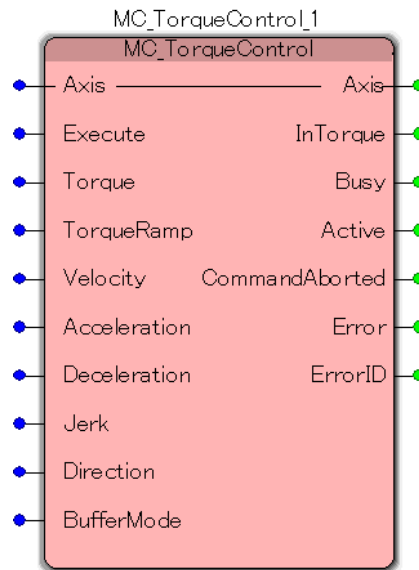 MC_TorqueControl_1
MC_TorqueControl
Axis Axis
Execute InTorque
Torque Busy
TorqueRamp Active
Velocity CommandAborted
Acceleration Error
Deceleration ErrorID
Jerk
Direction
BufferMode